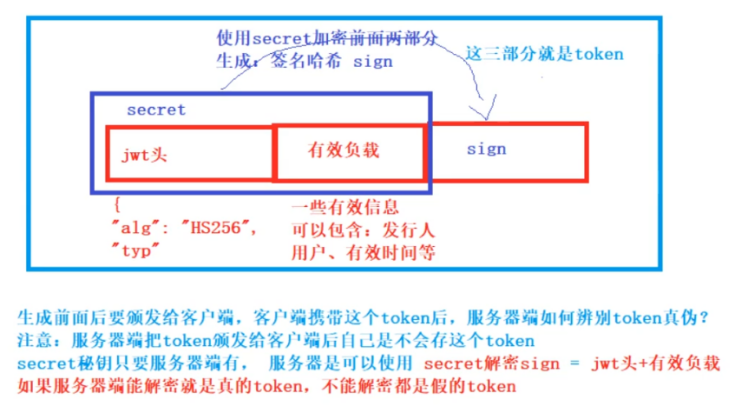 使用secret加密前面两部分
生成：签名哈希 sign
这三部分就是token
secret
jwt头
有效负载
sign
{
"alg": "HS256",
"typ"
一些有效信息
可以包含：发行人
用户、有效时间等
生成前面后要颁发给客户端，客户端携带这个token后，服务器端如何辨别token真伪？
注意：服务器端把token颁发给客户端后自己是不会存这个token
secret秘钥只要服务器端有， 服务器是可以使用 secret解密sign = jwt头+有效负载
如果服务器端能解密就是真的token，不能解密都是假的token